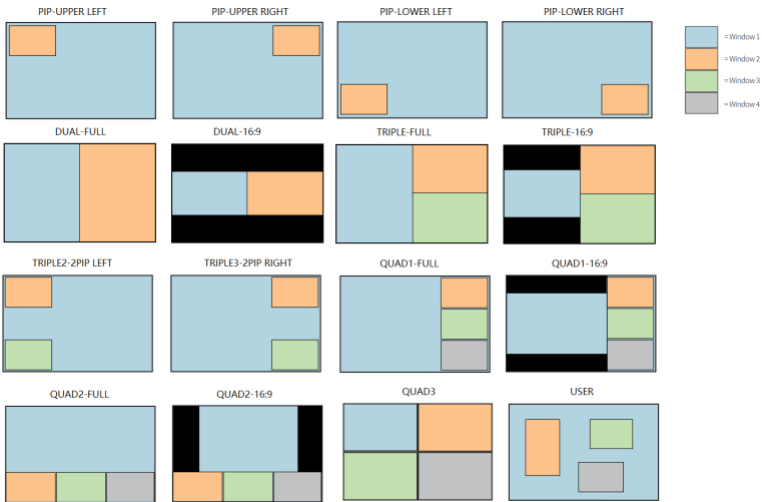 PIP-UPPER LEFT
PIP-UPPER RIGHT
PIP-LOWER LEFT
PIP-LOWER RIGHT
= Window 1
= Window 2
= Window 3
= Window 4
DUAL-FULL
DUAL-16:9
TRIPLE-FULL
TRIPLE-16:9
TRIPLE2-2PIP LEFT
TRIPLE3-2PIP RIGHT
QUAD1-FULL
QUAD1-16:9
QUAD2-FULL
QUAD2-16:9
QUAD3
USER